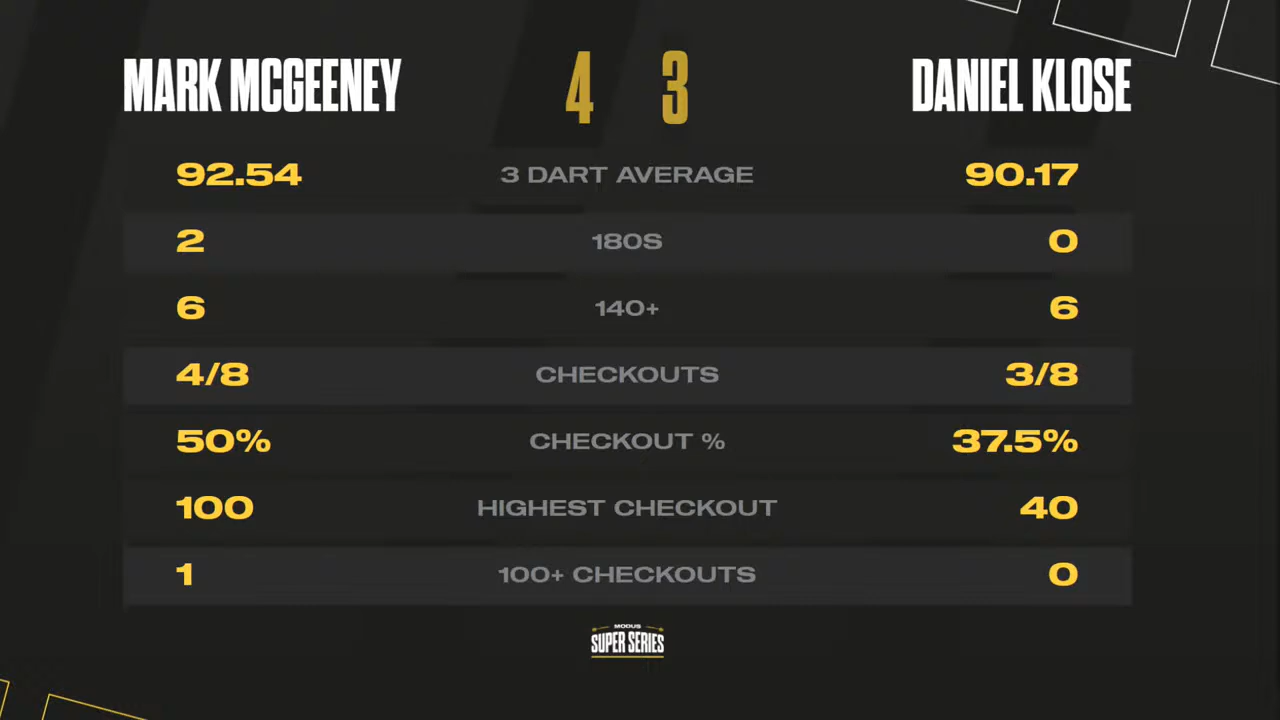 MARK MCGEENEY 4 3 DANIEL KLOSE
92.54 3 DART AVERAGE 90.17
2 180S 0
6 140+ 6
4/8 CHECKOUTS 3/8
50% CHECKOUT % 37.5%
100 HIGHEST CHECKOUT 40
1 100+ CHECKOUTS 0
MODUS
SUPER SERIES